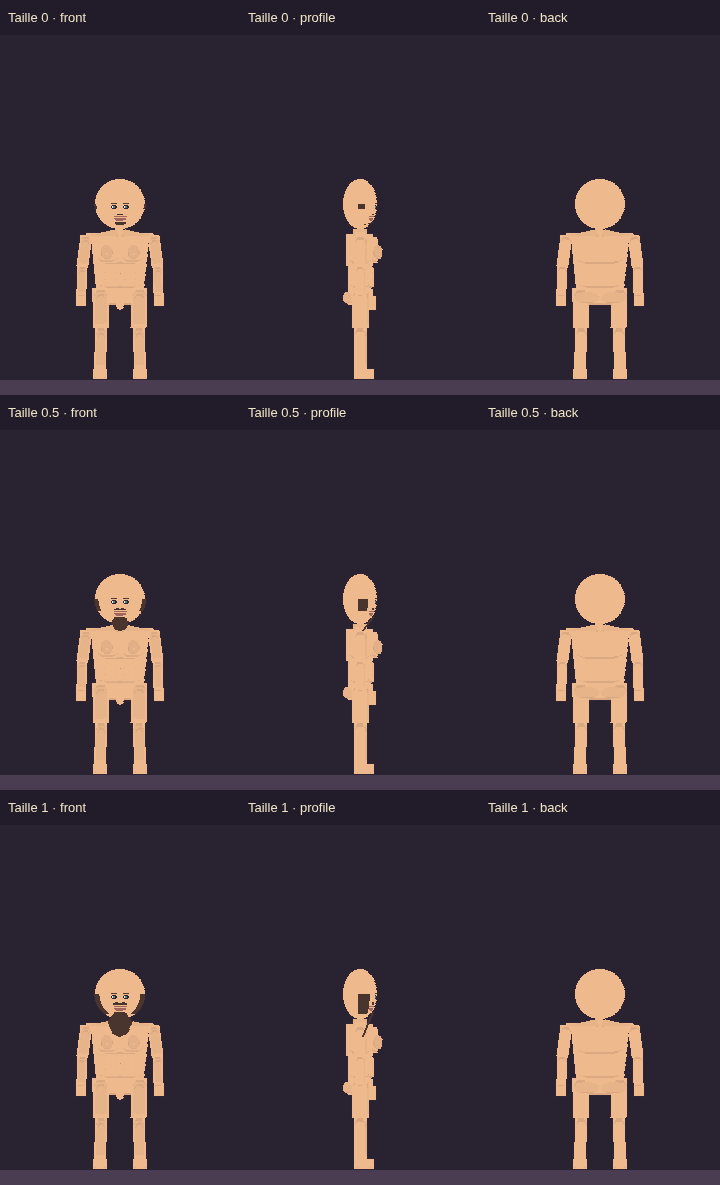 Taille 0 · front
Taille 0 · profile
Taille 0 · back
Taille 0.5 · front
Taille 0.5 · profile
Taille 0.5 · back
Taille 1 · front
Taille 1 · profile
Taille 1 · back